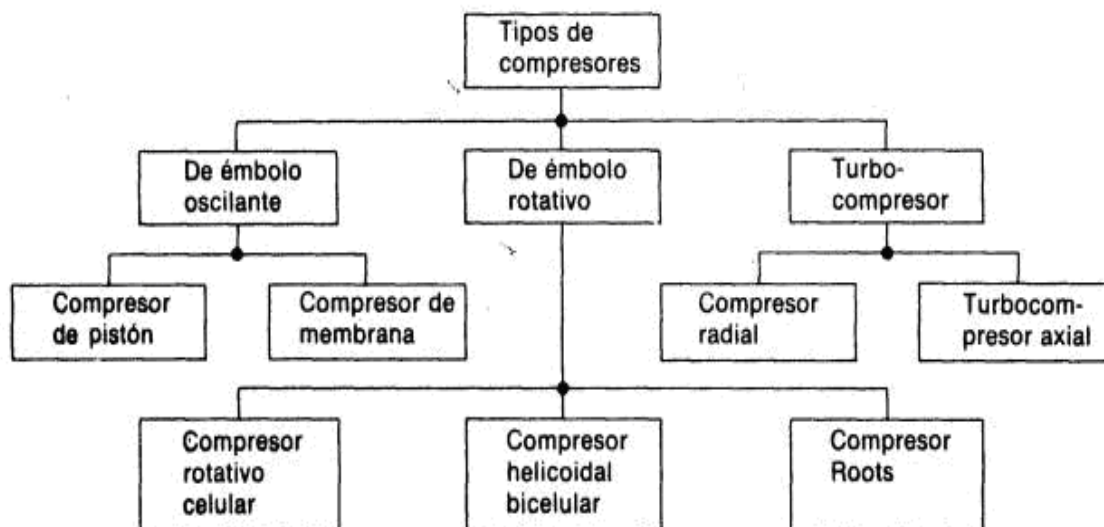 Tipos de
compresores
De émbolo
oscilante
De émbolo
rotativo
Turbo-
compresor
Compresor
de pistón
Compresor de
membrana
Compresor
radial
Turbocom-
presor axial
Compresor
rotativo
celular
Compresor
helicoidal
bicelular
Compresor
Roots